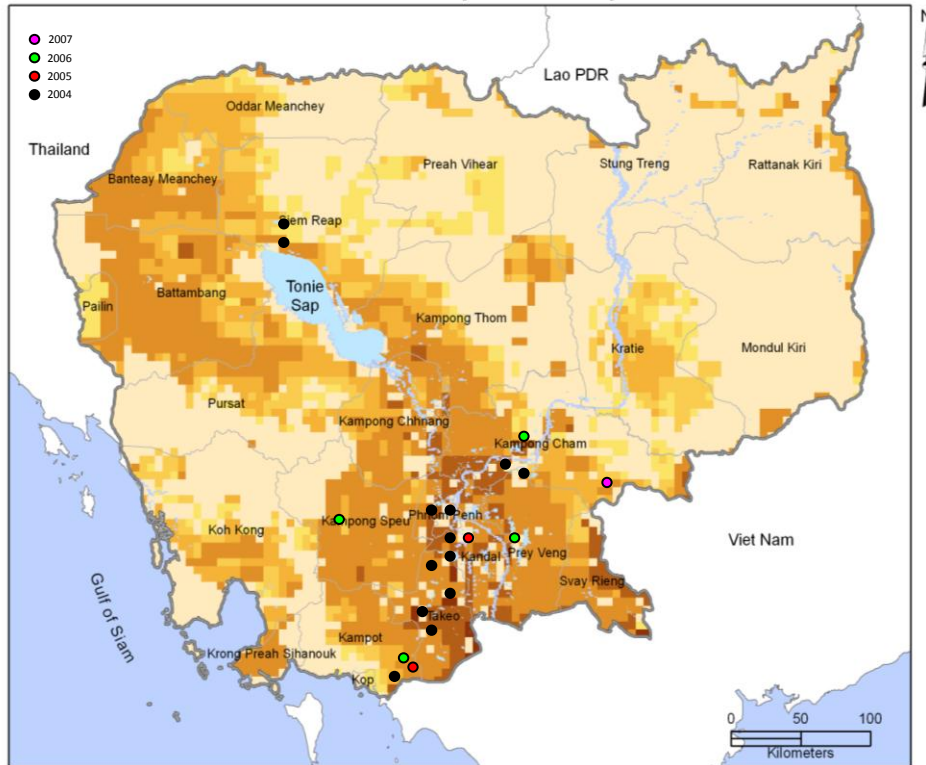 N
2007
2006
2005
2004
Lao PDR
Thailand
Oddar Meanchey
Preah Vihear
Stung Treng
Rattanak Kiri
Banteay Meanchey
Siem Reap
Tonie
Sap
Battambang
Pailin
Kampong Thom
Kratie
Mondul Kiri
Pursat
Kampong Chhnang
Kampong Cham
Kampong Speu
Phnom Penh
Koh Kong
Kandal
Prey Veng
Viet Nam
Svay Rieng
Gulf of Siam
Takeo
Kampot
Krong Preah Sihanouk
Kop
0 50 100
Kilometers